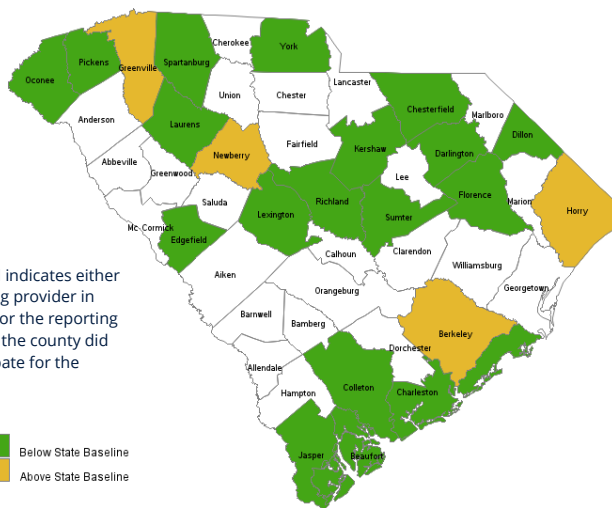 Cherokee
York
Oconee
Pickens
Greenville
Spartanburg
Union
Chester
Lancaster
Chesterfield
Marlboro
Dillon
Anderson
Laurens
Newberry
Fairfield
Kershaw
Darlington
Abbeville
Greenwood
Lee
Florence
Marion
Horry
Saluda
Lexington
Richland
Sumter
Mc Cormick
Edgefield
Calhoun
Clarendon
Williamsburg
Georgetown
Aiken
Orangeburg
Barnwell
Bamberg
Berkeley
Dorchester
Allendale
Hampton
Colleton
Charleston
Jasper
Beaufort
indicates either
g provider in
or the reporting
the county did
pate for the
Below State Baseline
Above State Baseline